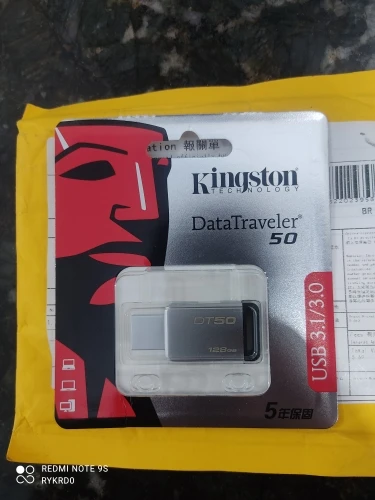 ation 報關單
Kingston
TECHNOLOGY
DataTraveler®
50
DT50
128GB
USB 3.1/3.0
5年保固
REDMI NOTE 9S
RYKRD0